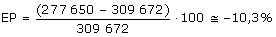 EP = (277 650 − 309 672) / 309 672 · 100 ≅ −10,3%